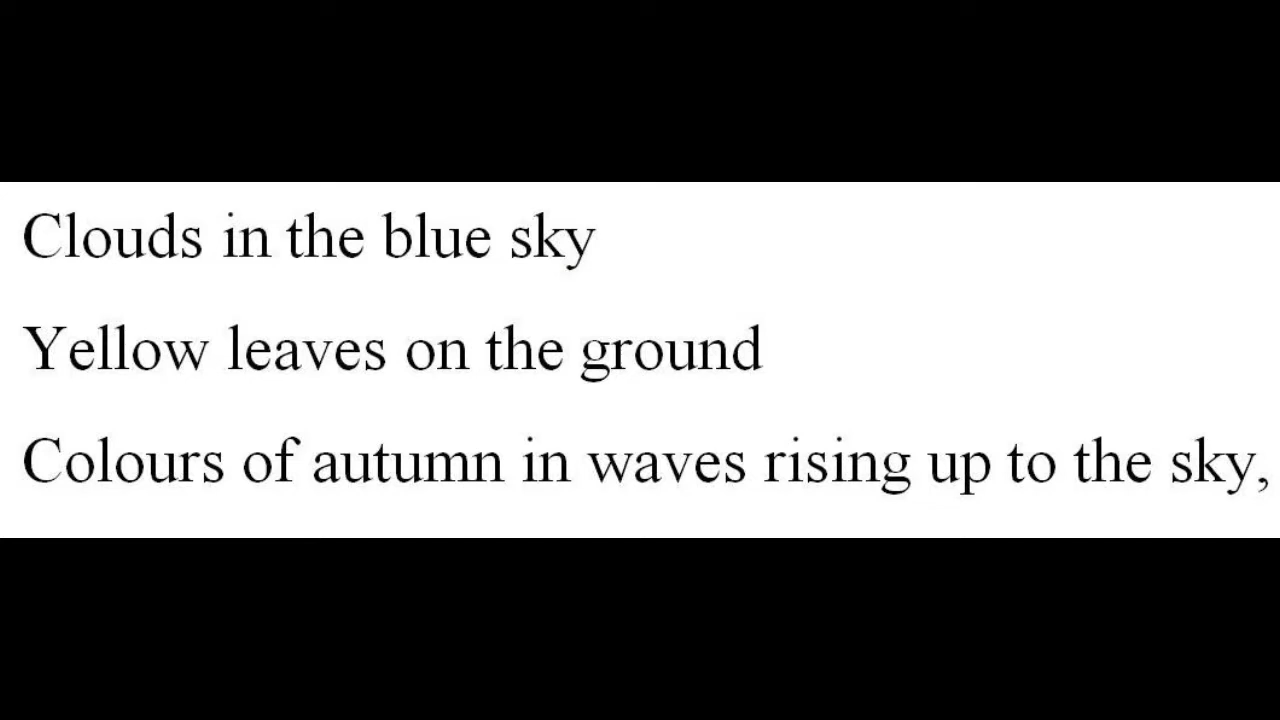 Clouds in the blue sky
Yellow leaves on the ground
Colours of autumn in waves rising up to the sky,